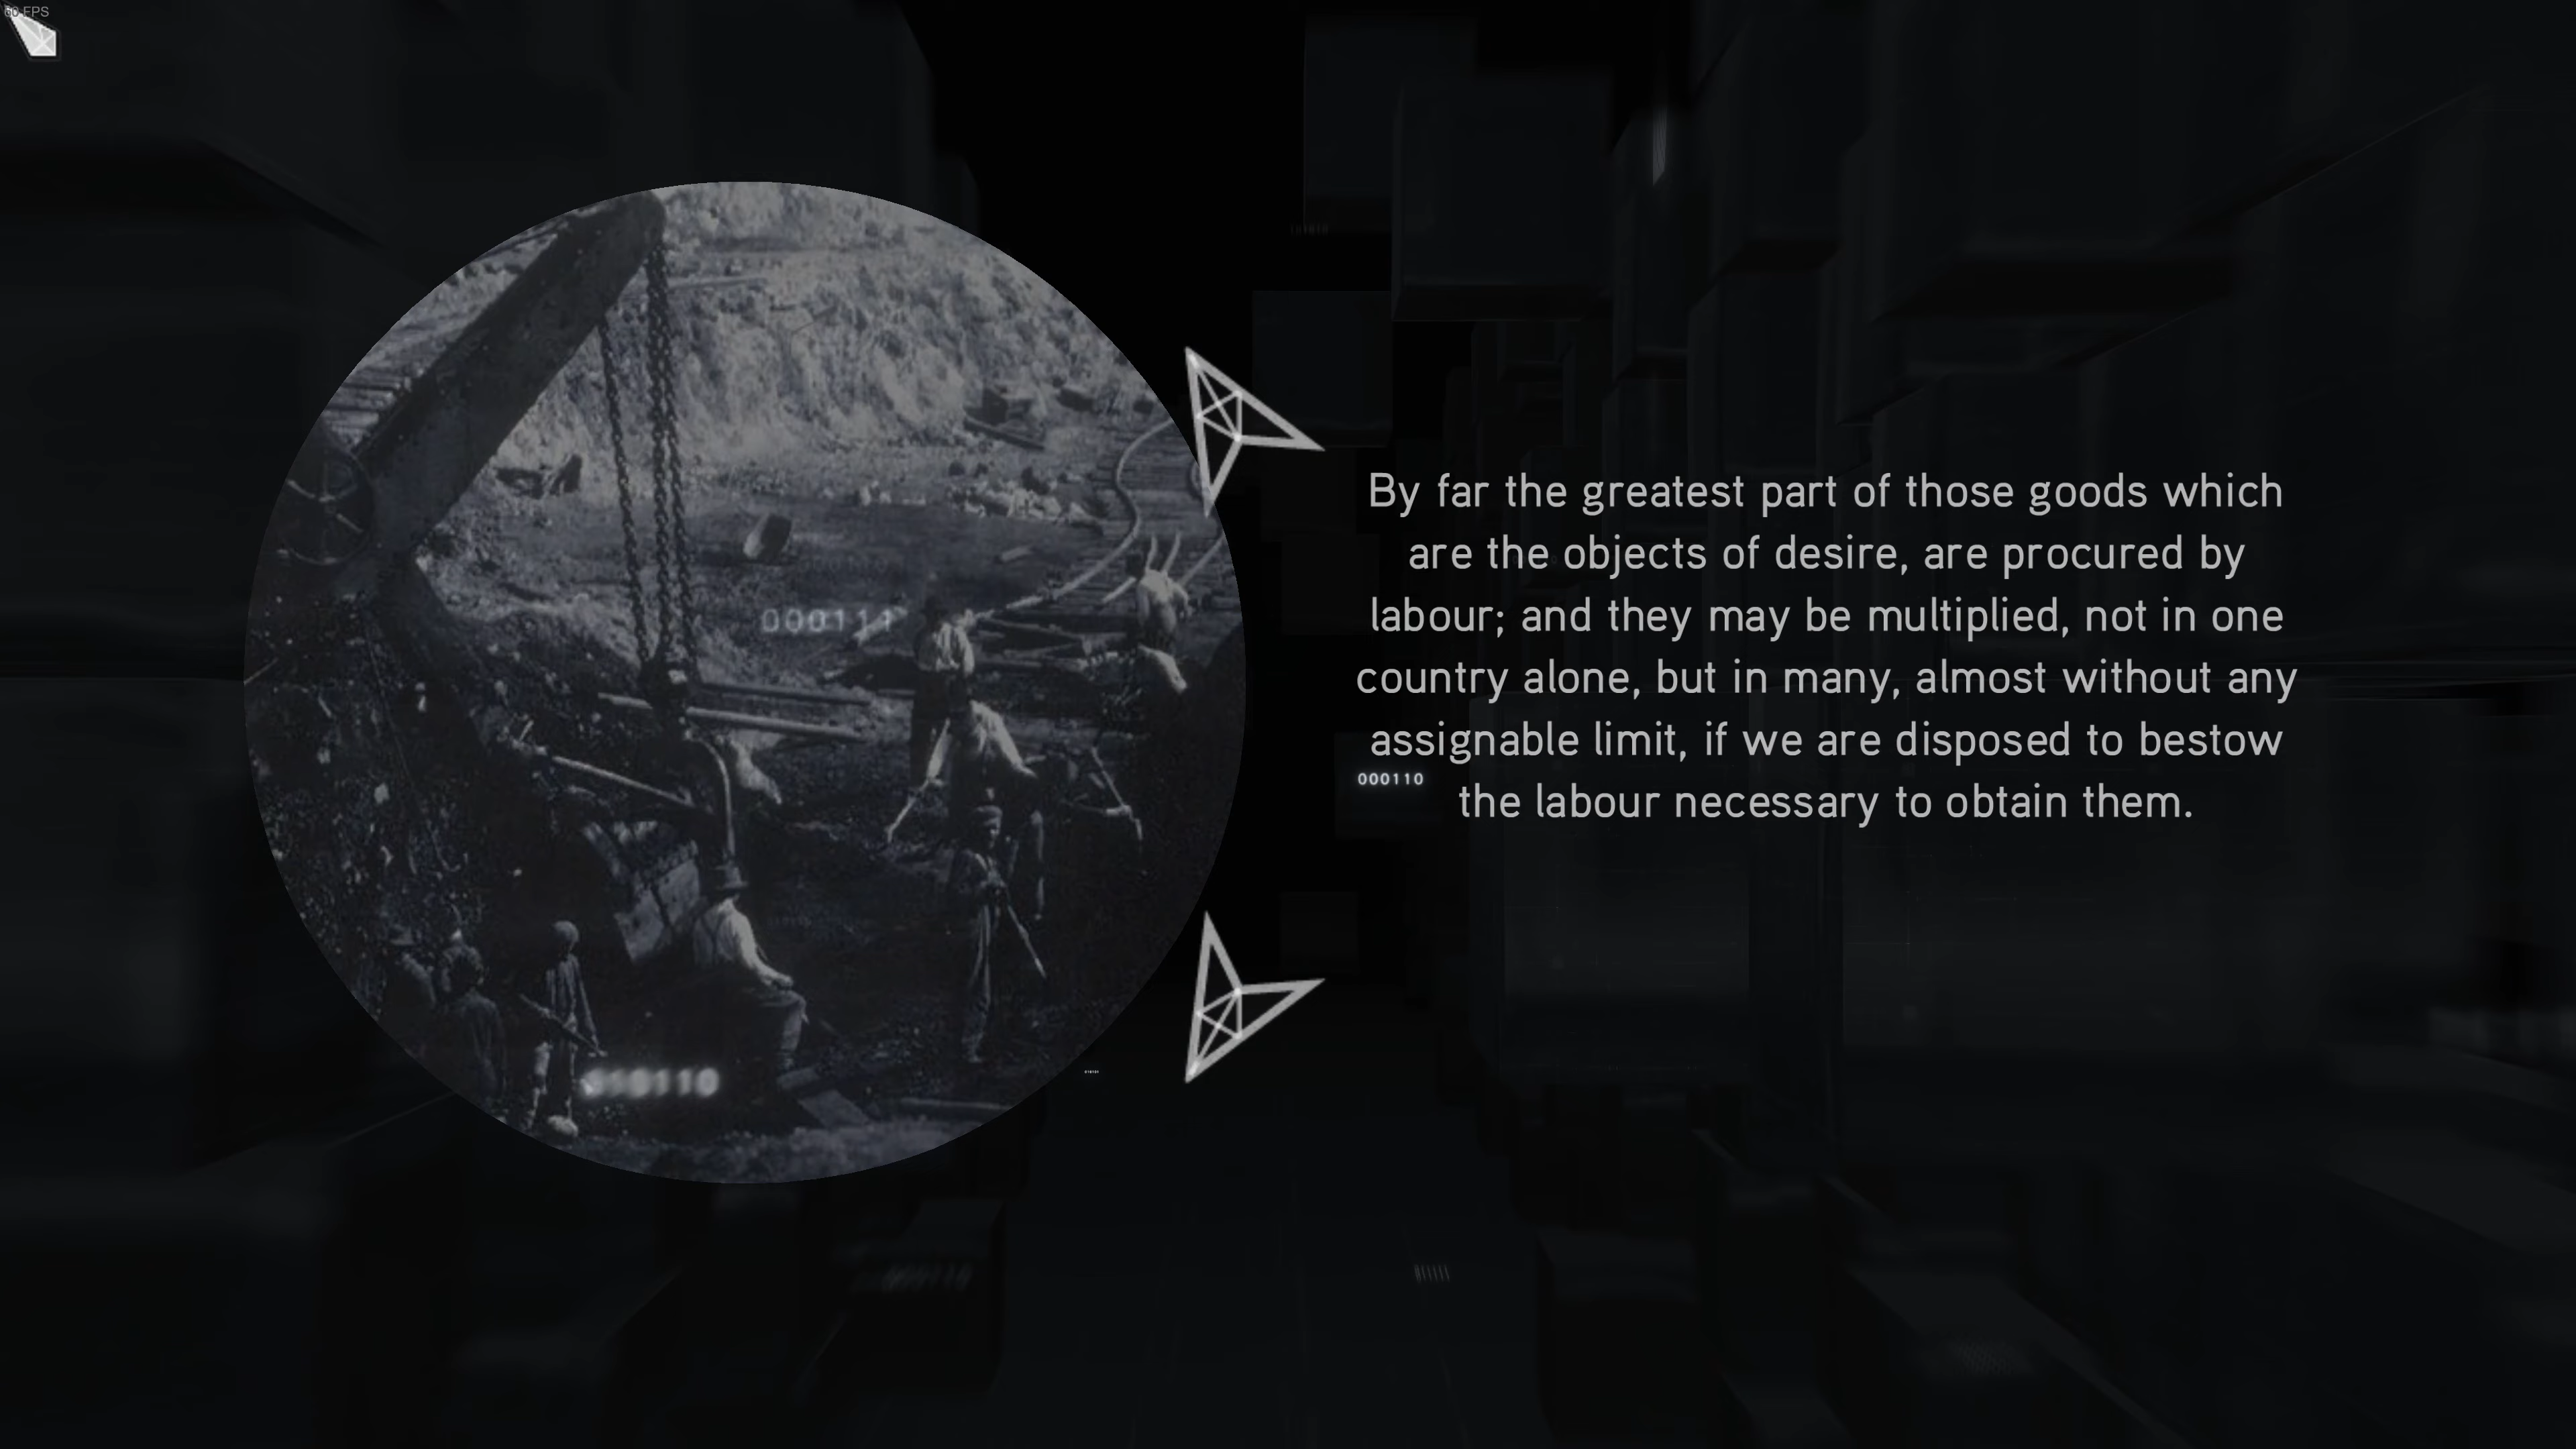 60 FPS
By far the greatest part of those goods which
are the objects of desire, are procured by
labour; and they may be multiplied, not in one
country alone, but in many, almost without any
assignable limit, if we are disposed to bestow
the labour necessary to obtain them.
000111
000110